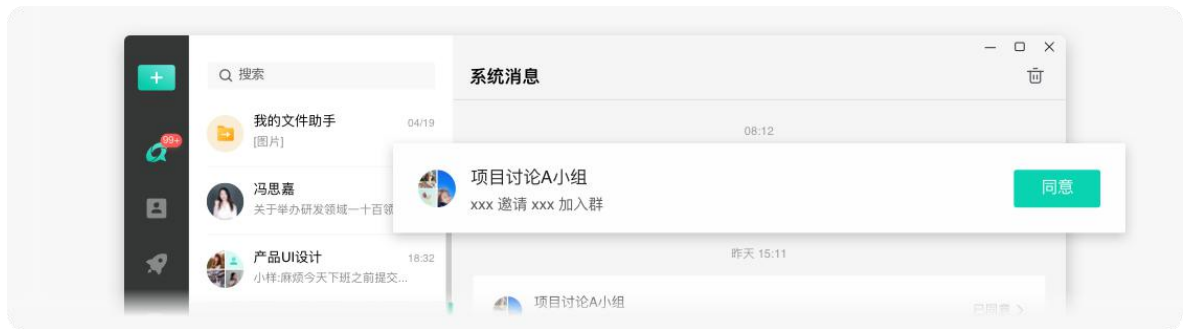 搜索
系统消息
99+
我的文件助手
04/19
[图片]
08:12
冯思嘉
关于举办研发领域一十百领
项目讨论A小组
xxx 邀请 xxx 加入群
同意
产品UI设计
18:32
小样:麻烦今天下班之前提交...
昨天 15:11
项目讨论A小组
已同意